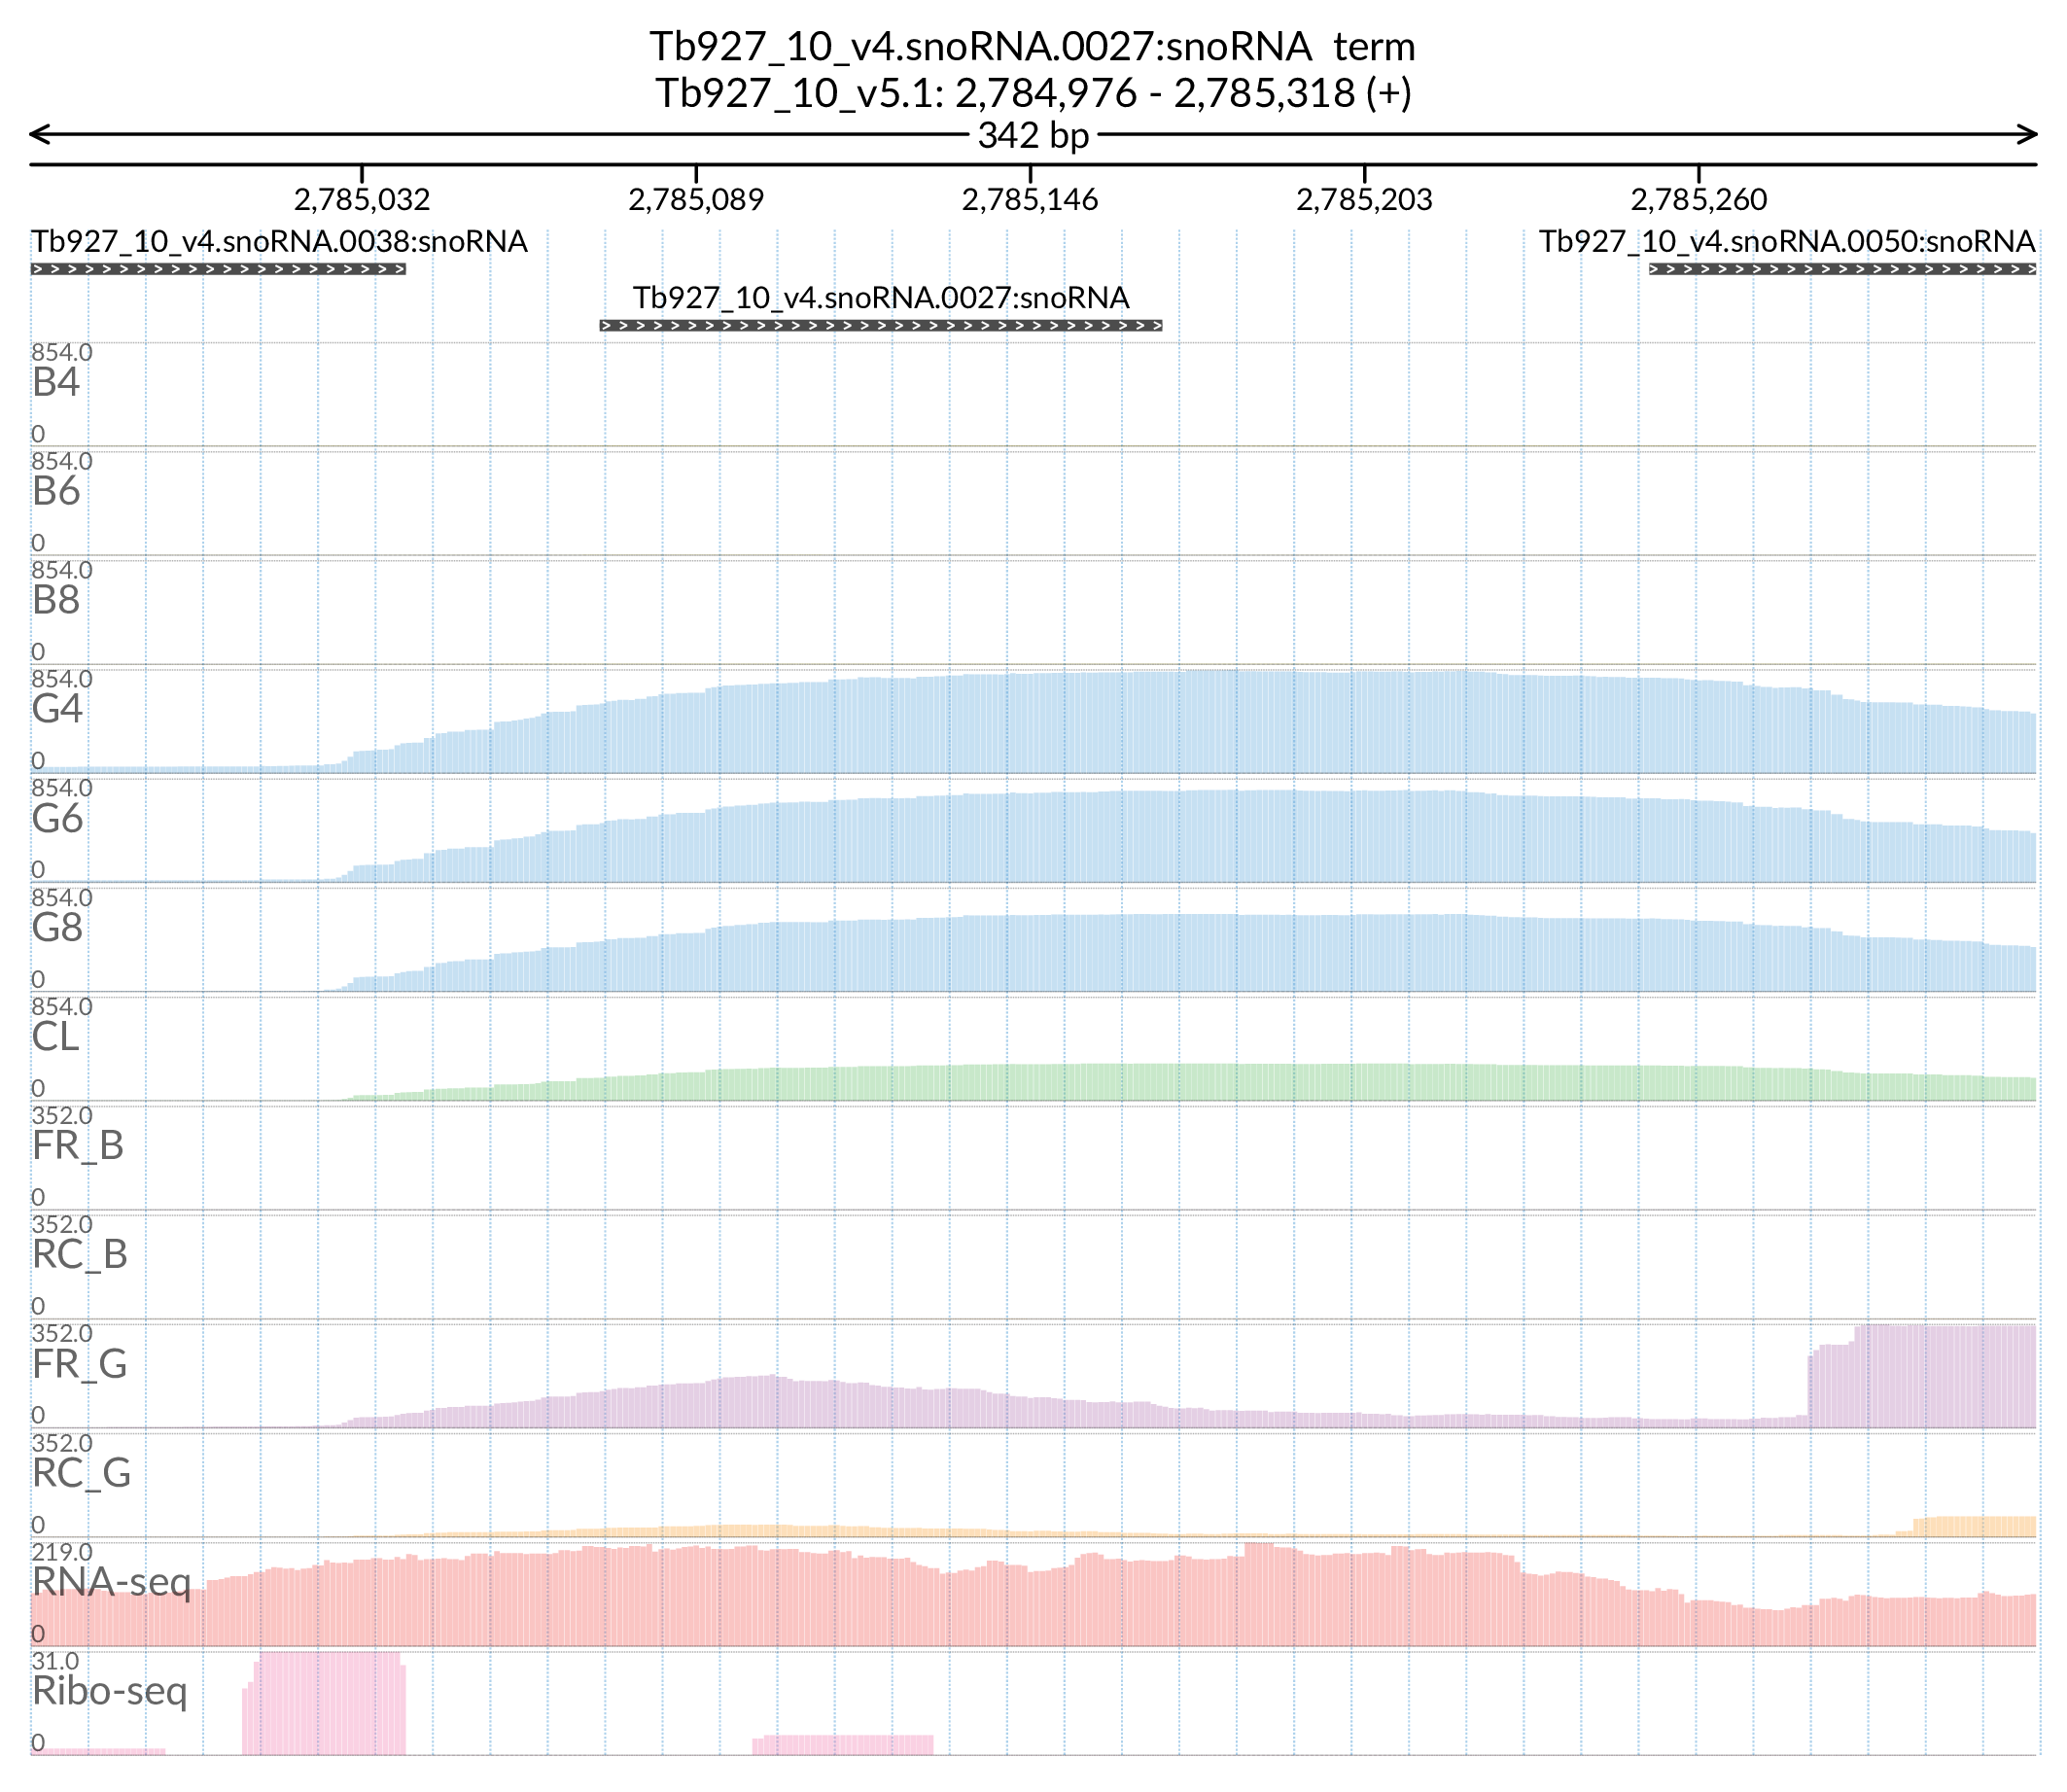 Tb927_10_v4.snoRNA.0027:snoRNA  term
Tb927_10_v5.1: 2,784,976 - 2,785,318 (+)
342 bp
2,785,032 2,785,089 2,785,146 2,785,203 2,785,260
Tb927_10_v4.snoRNA.0038:snoRNA Tb927_10_v4.snoRNA.0050:snoRNA
Tb927_10_v4.snoRNA.0027:snoRNA
854.0
B4
0
854.0
B6
0
854.0
B8
0
854.0
G4
0
854.0
G6
0
854.0
G8
0
854.0
CL
0
352.0
FR_B
0
352.0
RC_B
0
352.0
FR_G
0
352.0
RC_G
0
219.0
RNA-seq
0
31.0
Ribo-seq
0